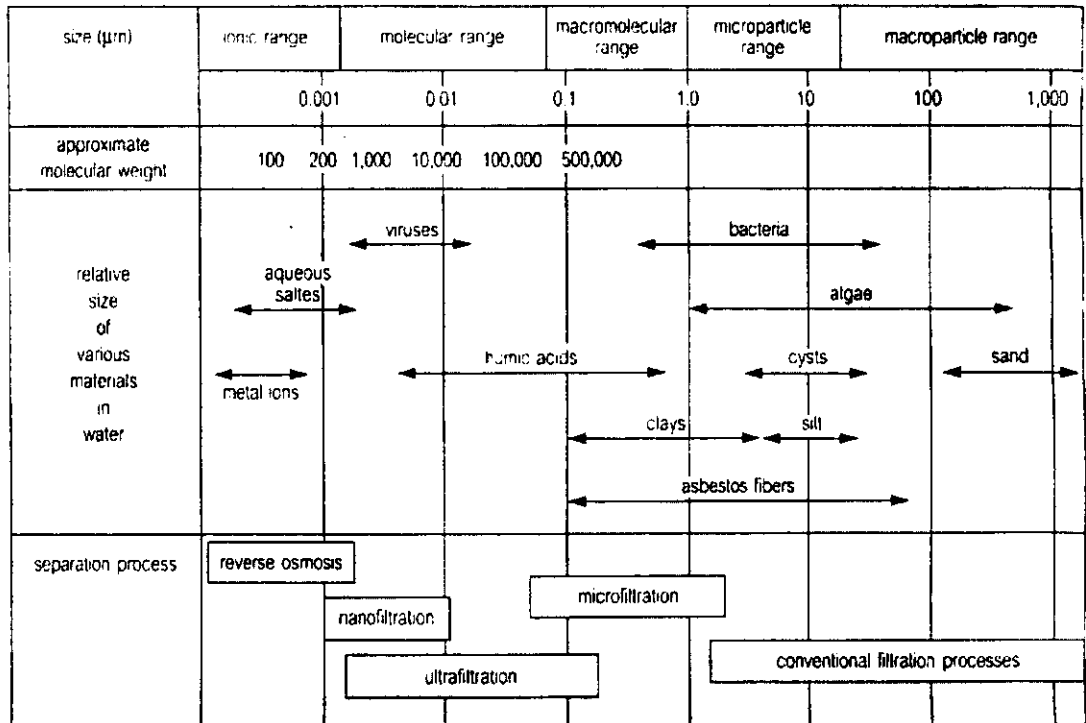 size (µm)
ionic range
molecular range
macromolecular
range
microparticle
range
macroparticle range
0.001
0.01
0.1
1.0
10
100
1,000
approximate
molecular weight
100
200
1,000
10,000
100,000
500,000
relative
size
of
various
materials
in
water
viruses
bacteria
aqueous
saltes
algae
humic acids
cysts
sand
metal ions
clays
silt
asbestos fibers
separation process
reverse osmosis
nanofiltration
ultrafiltration
microfiltration
conventional filtration processes